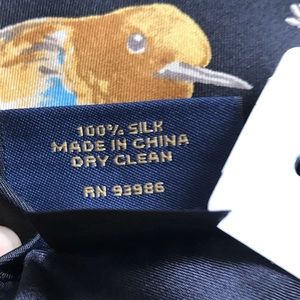 100% SILK
MADE IN CHINA
DRY CLEAN
RN 93986